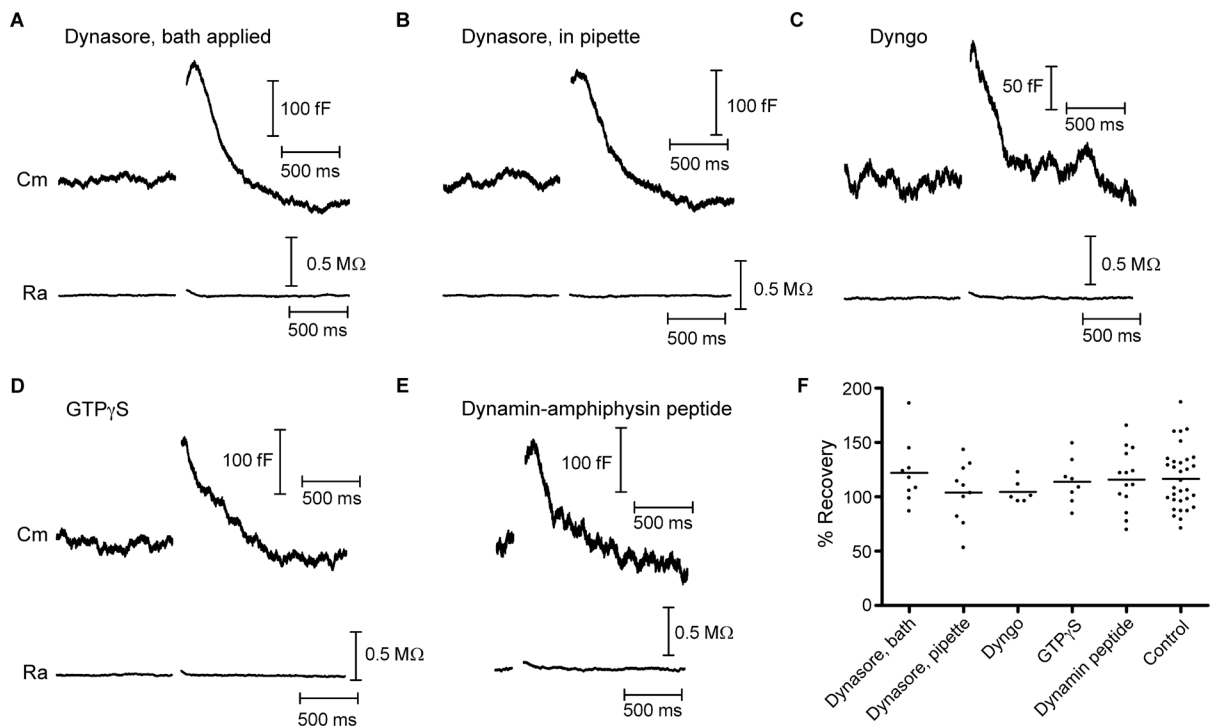 A
Dynasore, bath applied
100 fF
500 ms
Cm
0.5 MΩ
Ra
500 ms
B
Dynasore, in pipette
100 fF
500 ms
0.5 MΩ
500 ms
C
Dyngo
50 fF
500 ms
0.5 MΩ
500 ms
D
GTPγS
100 fF
500 ms
Cm
0.5 MΩ
Ra
500 ms
E
Dynamin-amphiphysin peptide
100 fF
500 ms
0.5 MΩ
500 ms
F
% Recovery
200
150
100
50
0
Dynasore, bath
Dynasore, pipette
Dyngo
GTPγS
Dynamin peptide
Control